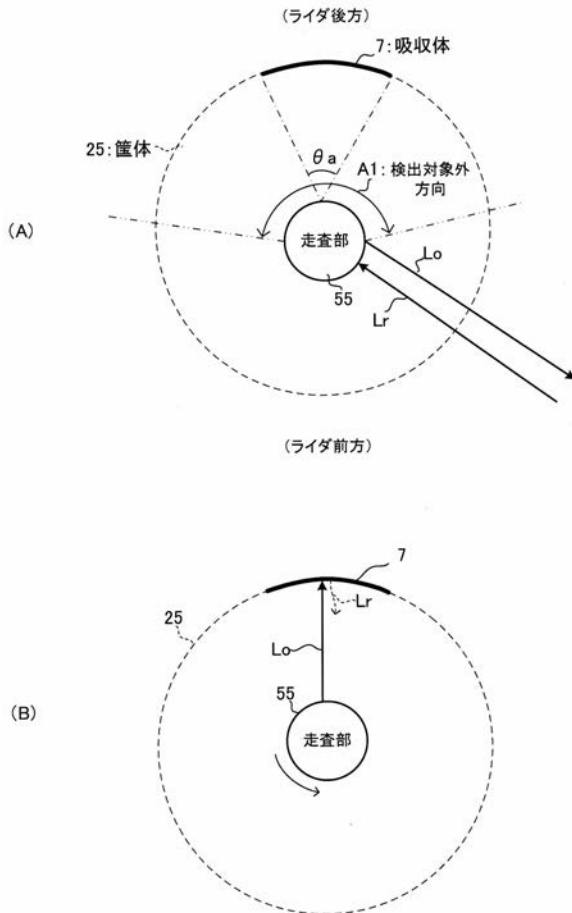 (ライダ後方)
7:吸収体
25:筐体
θa
A1:検出対象外
方向
(A)
走査部
Lo
55
Lr
(ライダ前方)
7
Lr
25
Lo
55
(B)
走査部